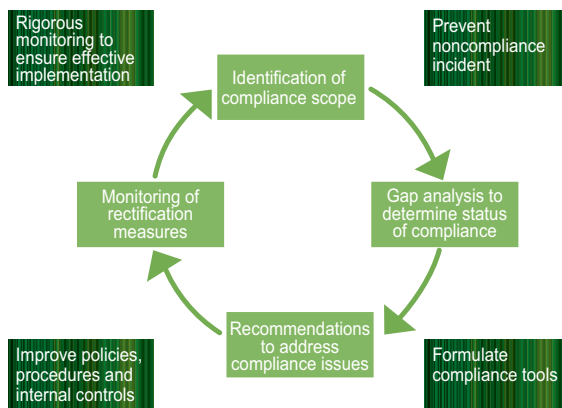 Rigorous
monitoring to
ensure effective
implementation
Prevent
noncompliance
incident
Identification of
compliance scope
Monitoring of
rectification
measures
Gap analysis to
determine status
of compliance
Recommendations
to address
compliance issues
Improve policies,
procedures and
internal controls
Formulate
compliance tools